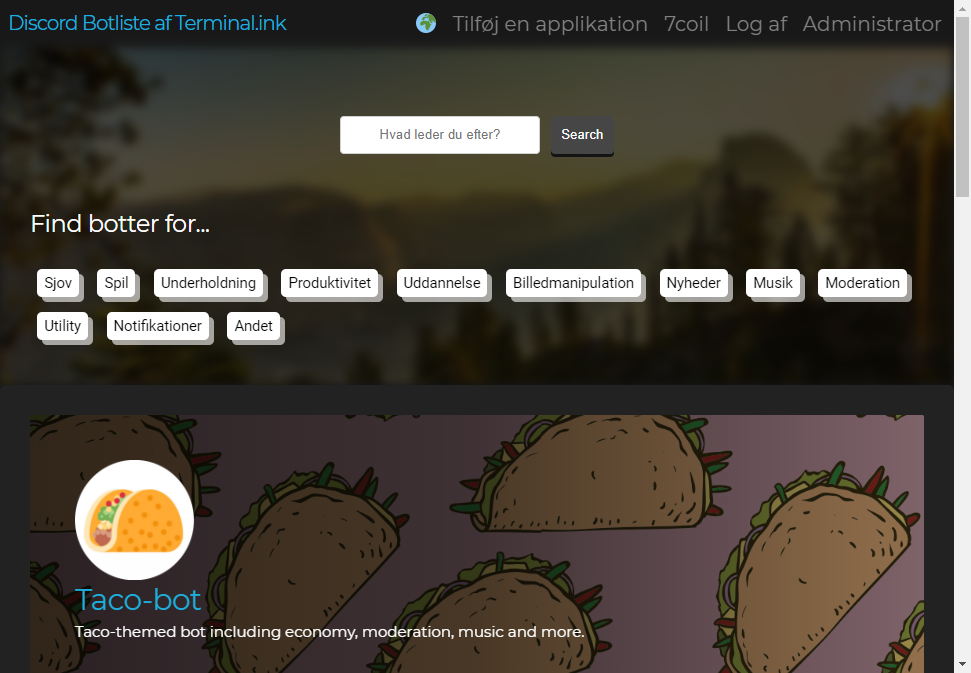 Discord Botliste af Terminal.ink Tilføj en applikation 7coil Log af Administrator
Hvad leder du efter? Search
Find botter for...
Sjov Spil Underholdning Produktivitet Uddannelse Billedmanipulation Nyheder Musik Moderation
Utility Notifikationer Andet
Taco-bot
Taco-themed bot including economy, moderation, music and more.